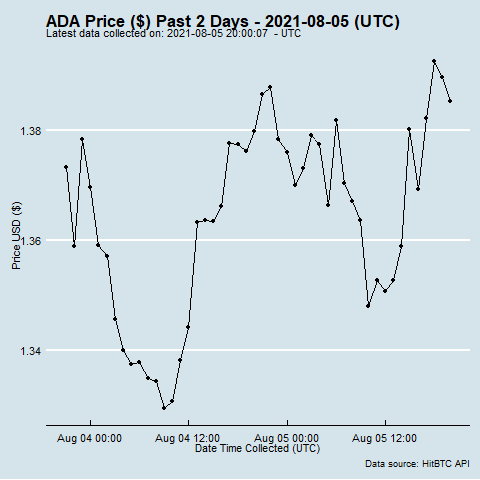 ADA Price ($) Past 2 Days - 2021-08-05 (UTC)
Latest data collected on: 2021-08-05 20:00:07 - UTC
1.38
1.36
1.34
Price USD ($)
Aug 04 00:00 Aug 04 12:00 Aug 05 00:00 Aug 05 12:00
Date Time Collected (UTC)
Data source: HitBTC API